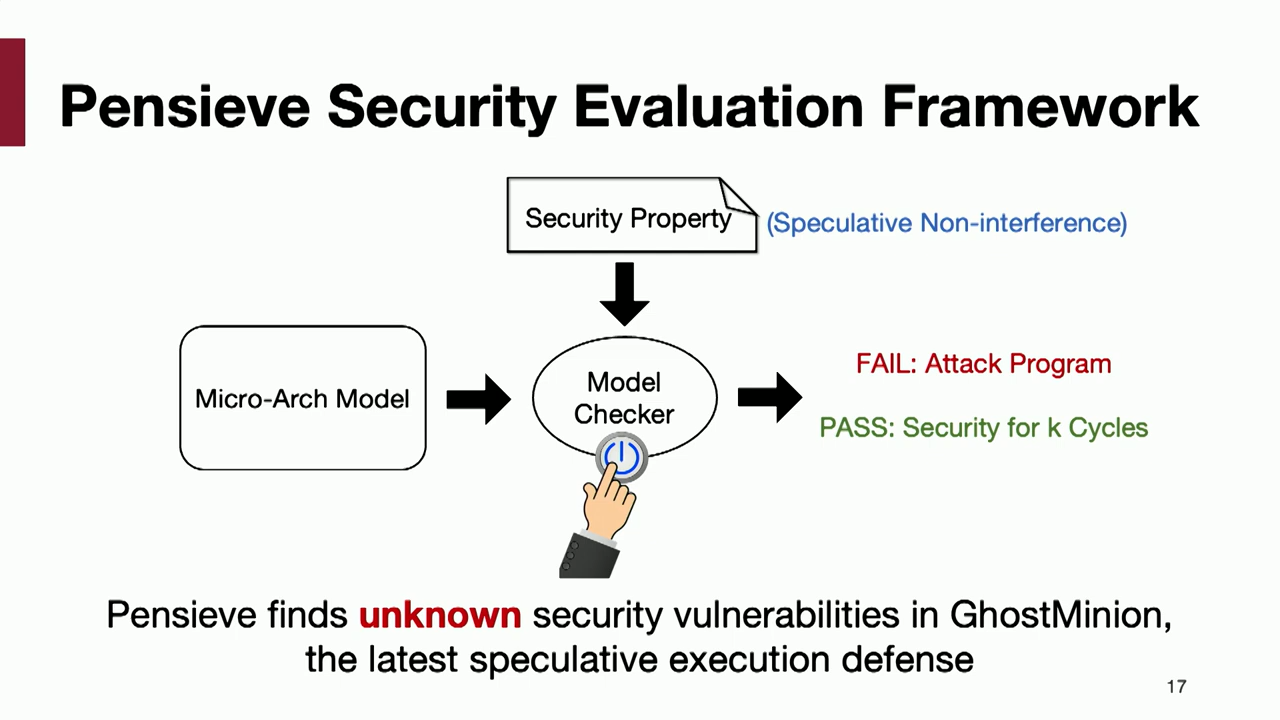 Pensieve Security Evaluation Framework
Security Property
(Speculative Non-interference)
Micro-Arch Model
Model
Checker
FAIL: Attack Program
PASS: Security for k Cycles
Pensieve finds unknown security vulnerabilities in GhostMinion,
the latest speculative execution defense
17